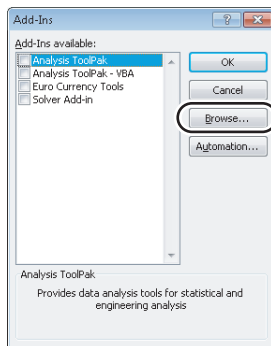 Add-Ins
Add-Ins available:
Analysis ToolPak
Analysis ToolPak - VBA
Euro Currency Tools
Solver Add-in
OK
Cancel
Browse...
Automation...
Analysis ToolPak
Provides data analysis tools for statistical and
engineering analysis